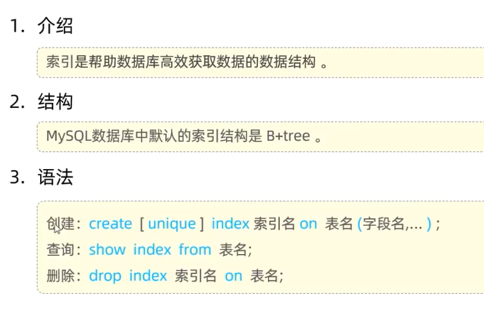 1. 介绍
索引是帮助数据库高效获取数据的数据结构 。
2. 结构
MySQL数据库中默认的索引结构是 B+tree 。
3. 语法
创建：create [ unique ] index 索引名 on 表名 (字段名,... ) ;
查询：show index from 表名;
删除：drop index 索引名 on 表名;